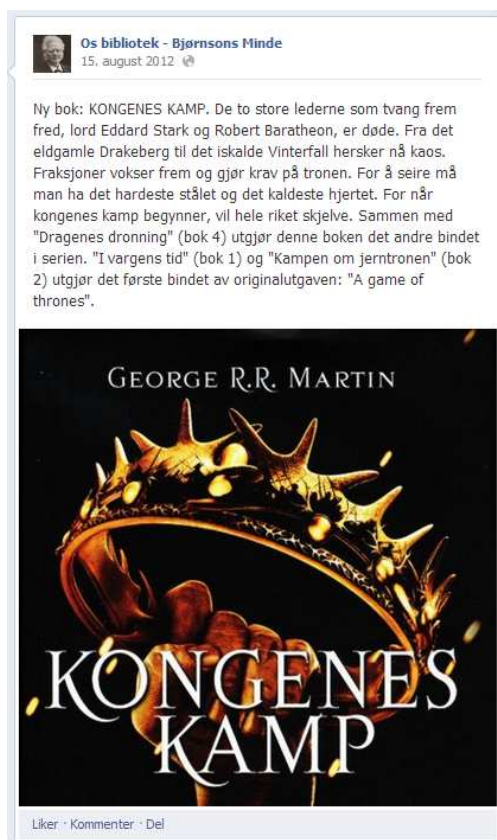 Os bibliotek - Bjørnsons Minde
15. august 2012
Ny bok: KONGENES KAMP. De to store lederne som tvang frem
fred, lord Eddard Stark og Robert Baratheon, er døde. Fra det
eldgamle Drakeberg til det iskalde Vinterfall hersker nå kaos.
Fraksjoner vokser frem og gjør krav på tronen. For å seire må
man ha det hardeste stålet og det kaldeste hjertet. For når
kongenes kamp begynner, vil hele riket skjelve. Sammen med
"Dragenes dronning" (bok 4) utgjør denne boken det andre bindet
i serien. "I vargens tid" (bok 1) og "Kampen om jerntronen" (bok
2) utgjør det første bindet av originalutgaven: "A game of
thrones".
GEORGE R.R. MARTIN
KONGENES
KAMP
Liker · Kommenter · Del